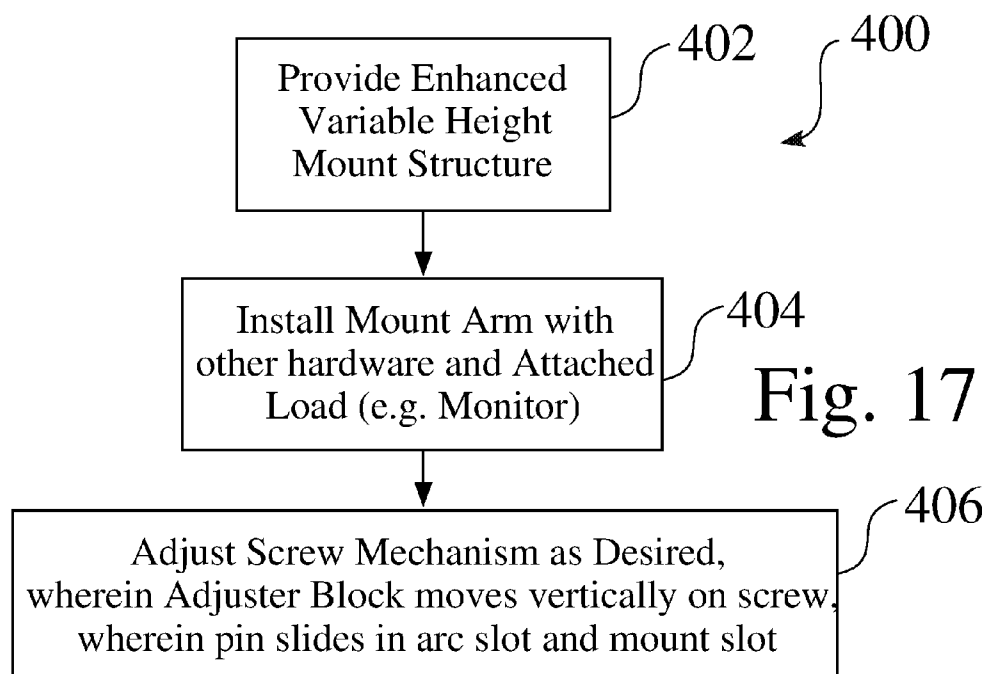 402
400
Provide Enhanced
Variable Height
Mount Structure
404
Install Mount Arm with
other hardware and Attached
Load (e.g. Monitor)
Fig. 17
406
Adjust Screw Mechanism as Desired,
wherein Adjuster Block moves vertically on screw,
wherein pin slides in arc slot and mount slot